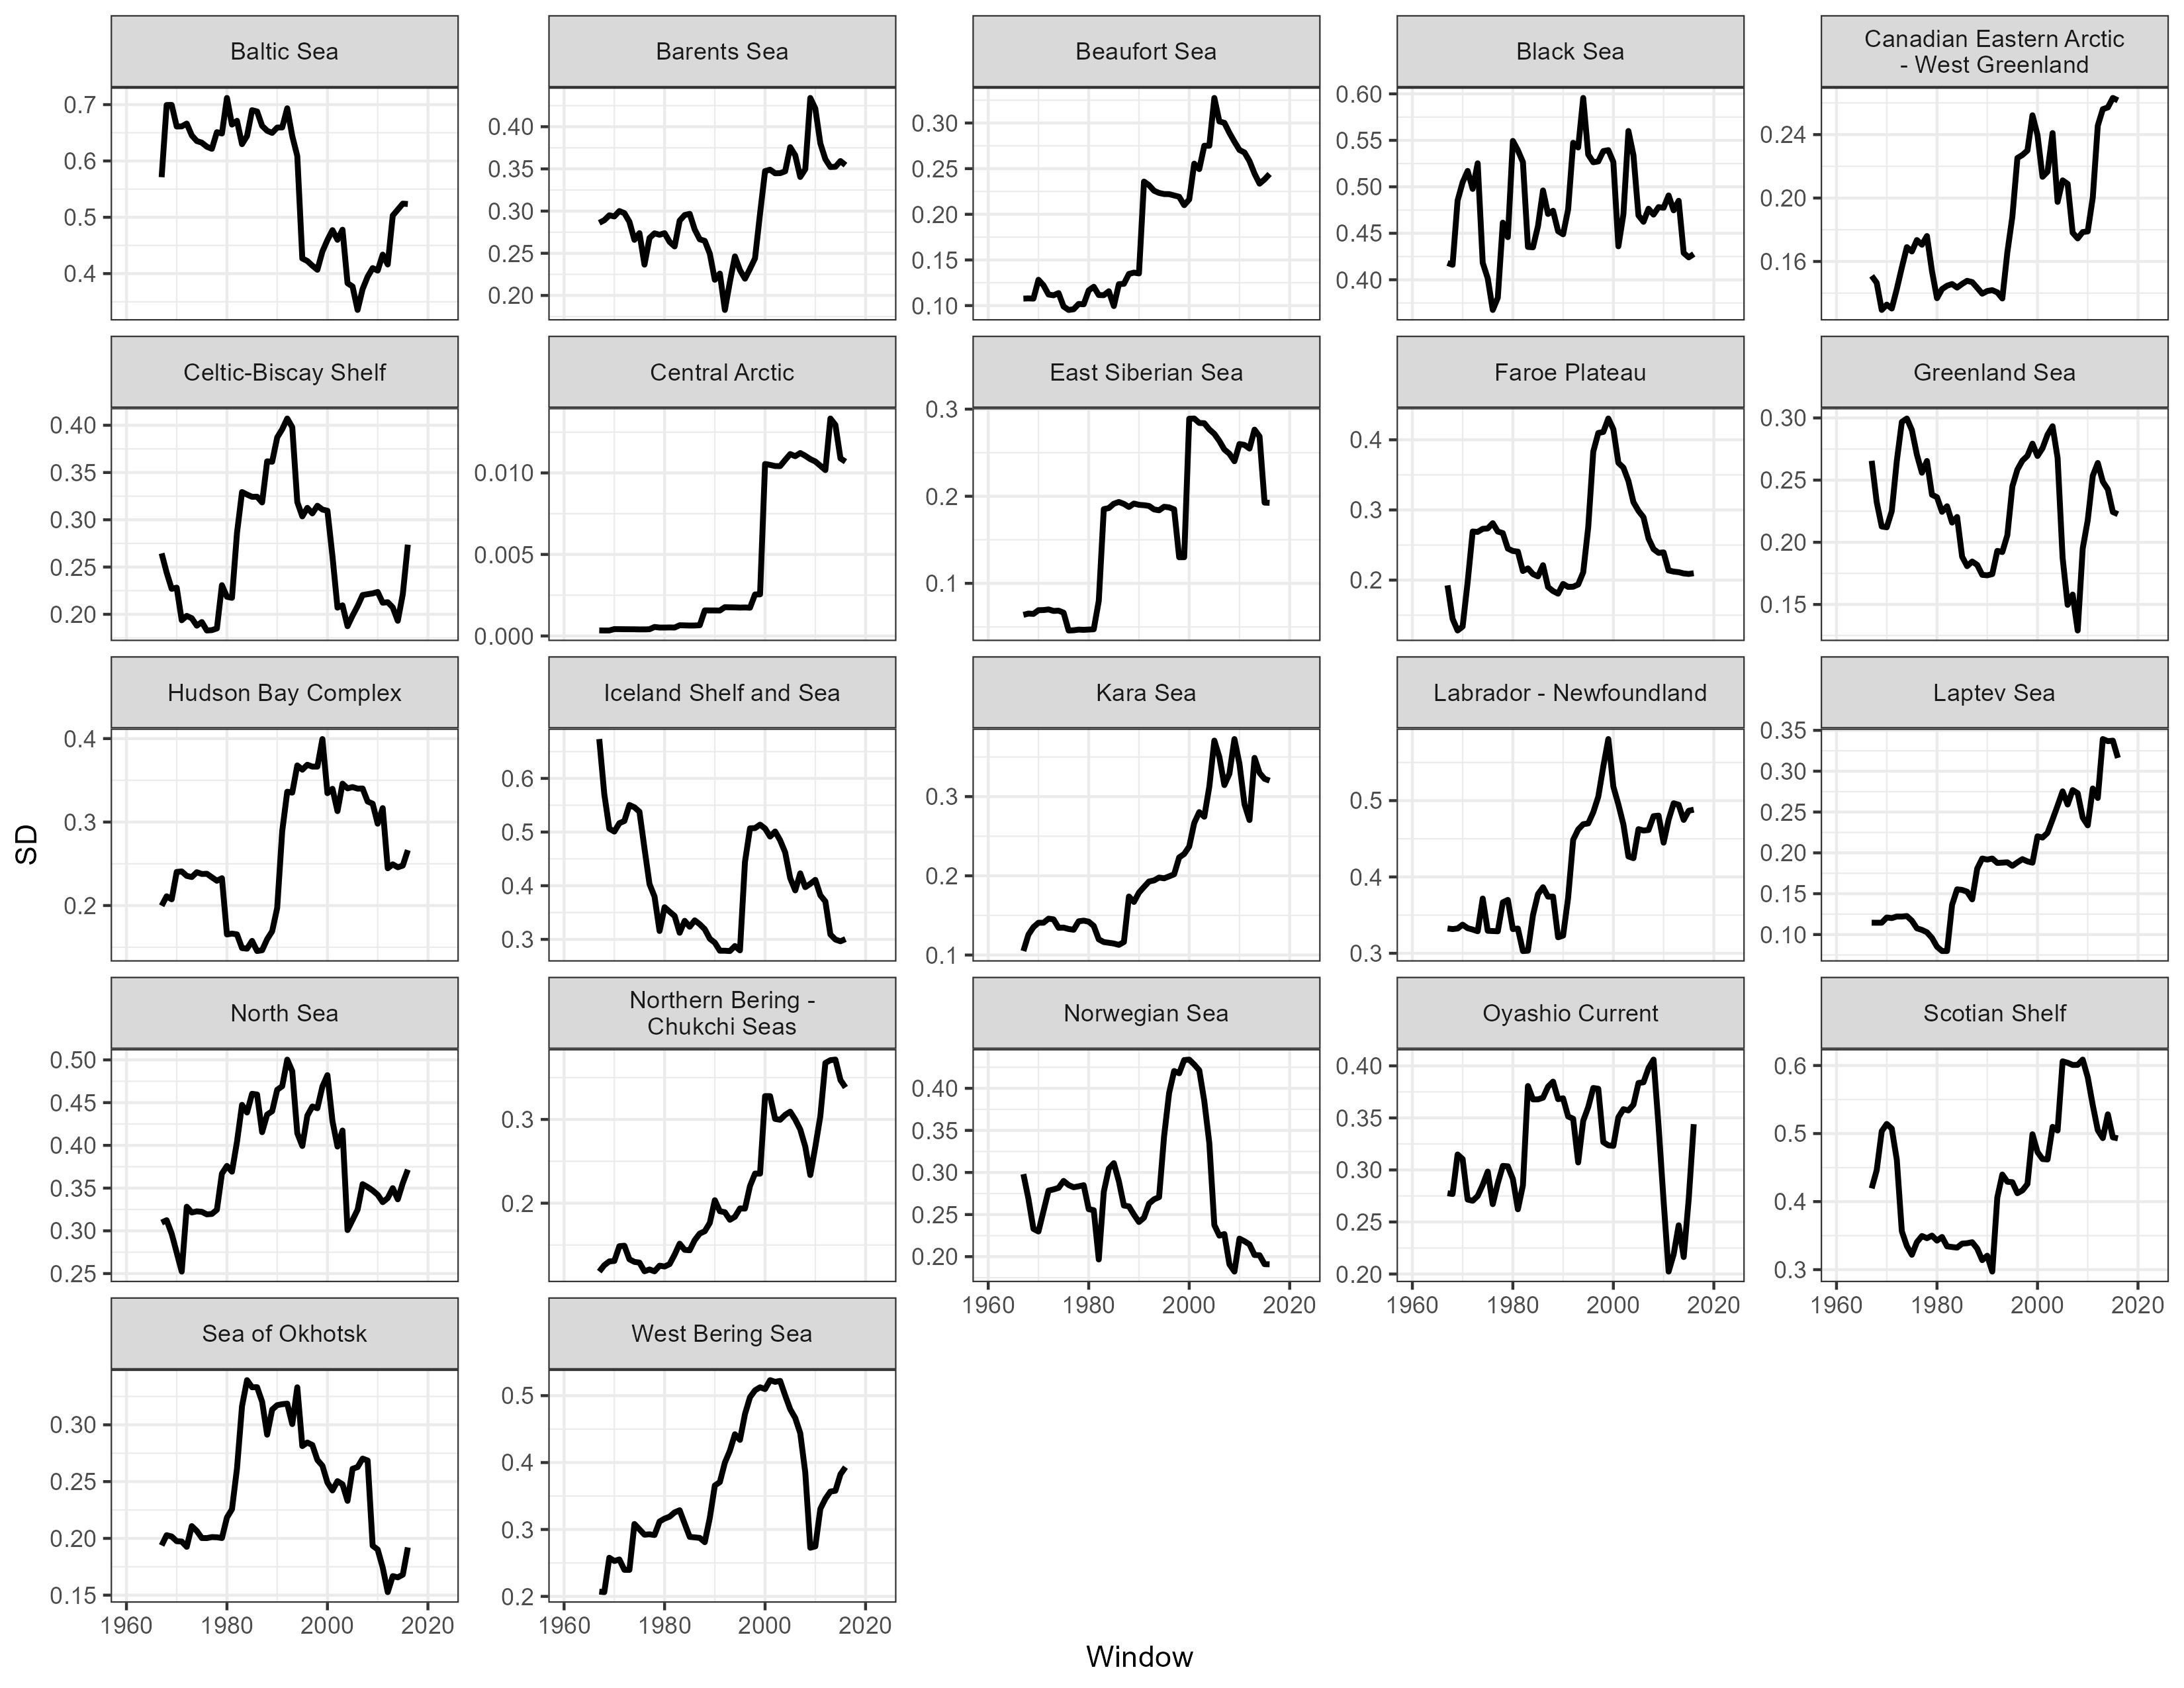 Baltic Sea
Barents Sea
Beaufort Sea
Black Sea
Canadian Eastern Arctic
- West Greenland
0.7
0.6
0.5
0.4
0.40
0.35
0.30
0.25
0.20
0.30
0.25
0.20
0.15
0.10
0.60
0.55
0.50
0.45
0.40
0.24
0.20
0.16
Celtic-Biscay Shelf
Central Arctic
East Siberian Sea
Faroe Plateau
Greenland Sea
0.40
0.35
0.30
0.25
0.20
0.010
0.005
0.000
0.3
0.2
0.1
0.4
0.3
0.2
0.30
0.25
0.20
0.15
Hudson Bay Complex
Iceland Shelf and Sea
Kara Sea
Labrador - Newfoundland
Laptev Sea
0.4
0.3
0.2
0.6
0.5
0.4
0.3
0.3
0.2
0.1
0.5
0.4
0.3
0.35
0.30
0.25
0.20
0.15
0.10
SD
North Sea
Northern Bering -
Chukchi Seas
Norwegian Sea
Oyashio Current
Scotian Shelf
0.50
0.45
0.40
0.35
0.30
0.25
0.3
0.2
0.40
0.35
0.30
0.25
0.20
0.40
0.35
0.30
0.25
0.20
0.6
0.5
0.4
0.3
1960 1980 2000 2020
1960 1980 2000 2020
1960 1980 2000 2020
Sea of Okhotsk
West Bering Sea
0.30
0.25
0.20
0.15
0.5
0.4
0.3
0.2
1960 1980 2000 2020
1960 1980 2000 2020
Window